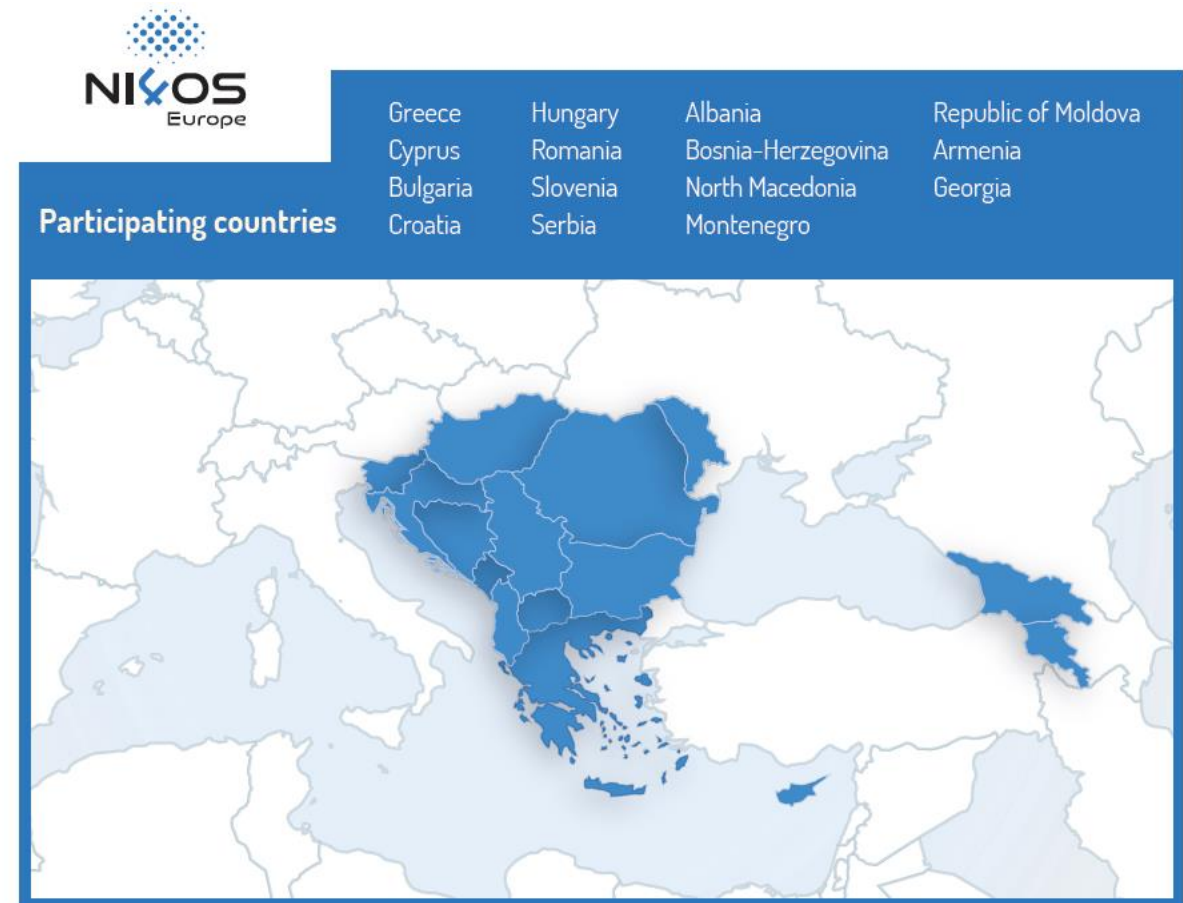 NI4OS
Europe
Participating countries
Greece
Cyprus
Bulgaria
Croatia
Hungary
Romania
Slovenia
Serbia
Albania
Bosnia-Herzegovina
North Macedonia
Montenegro
Republic of Moldova
Armenia
Georgia